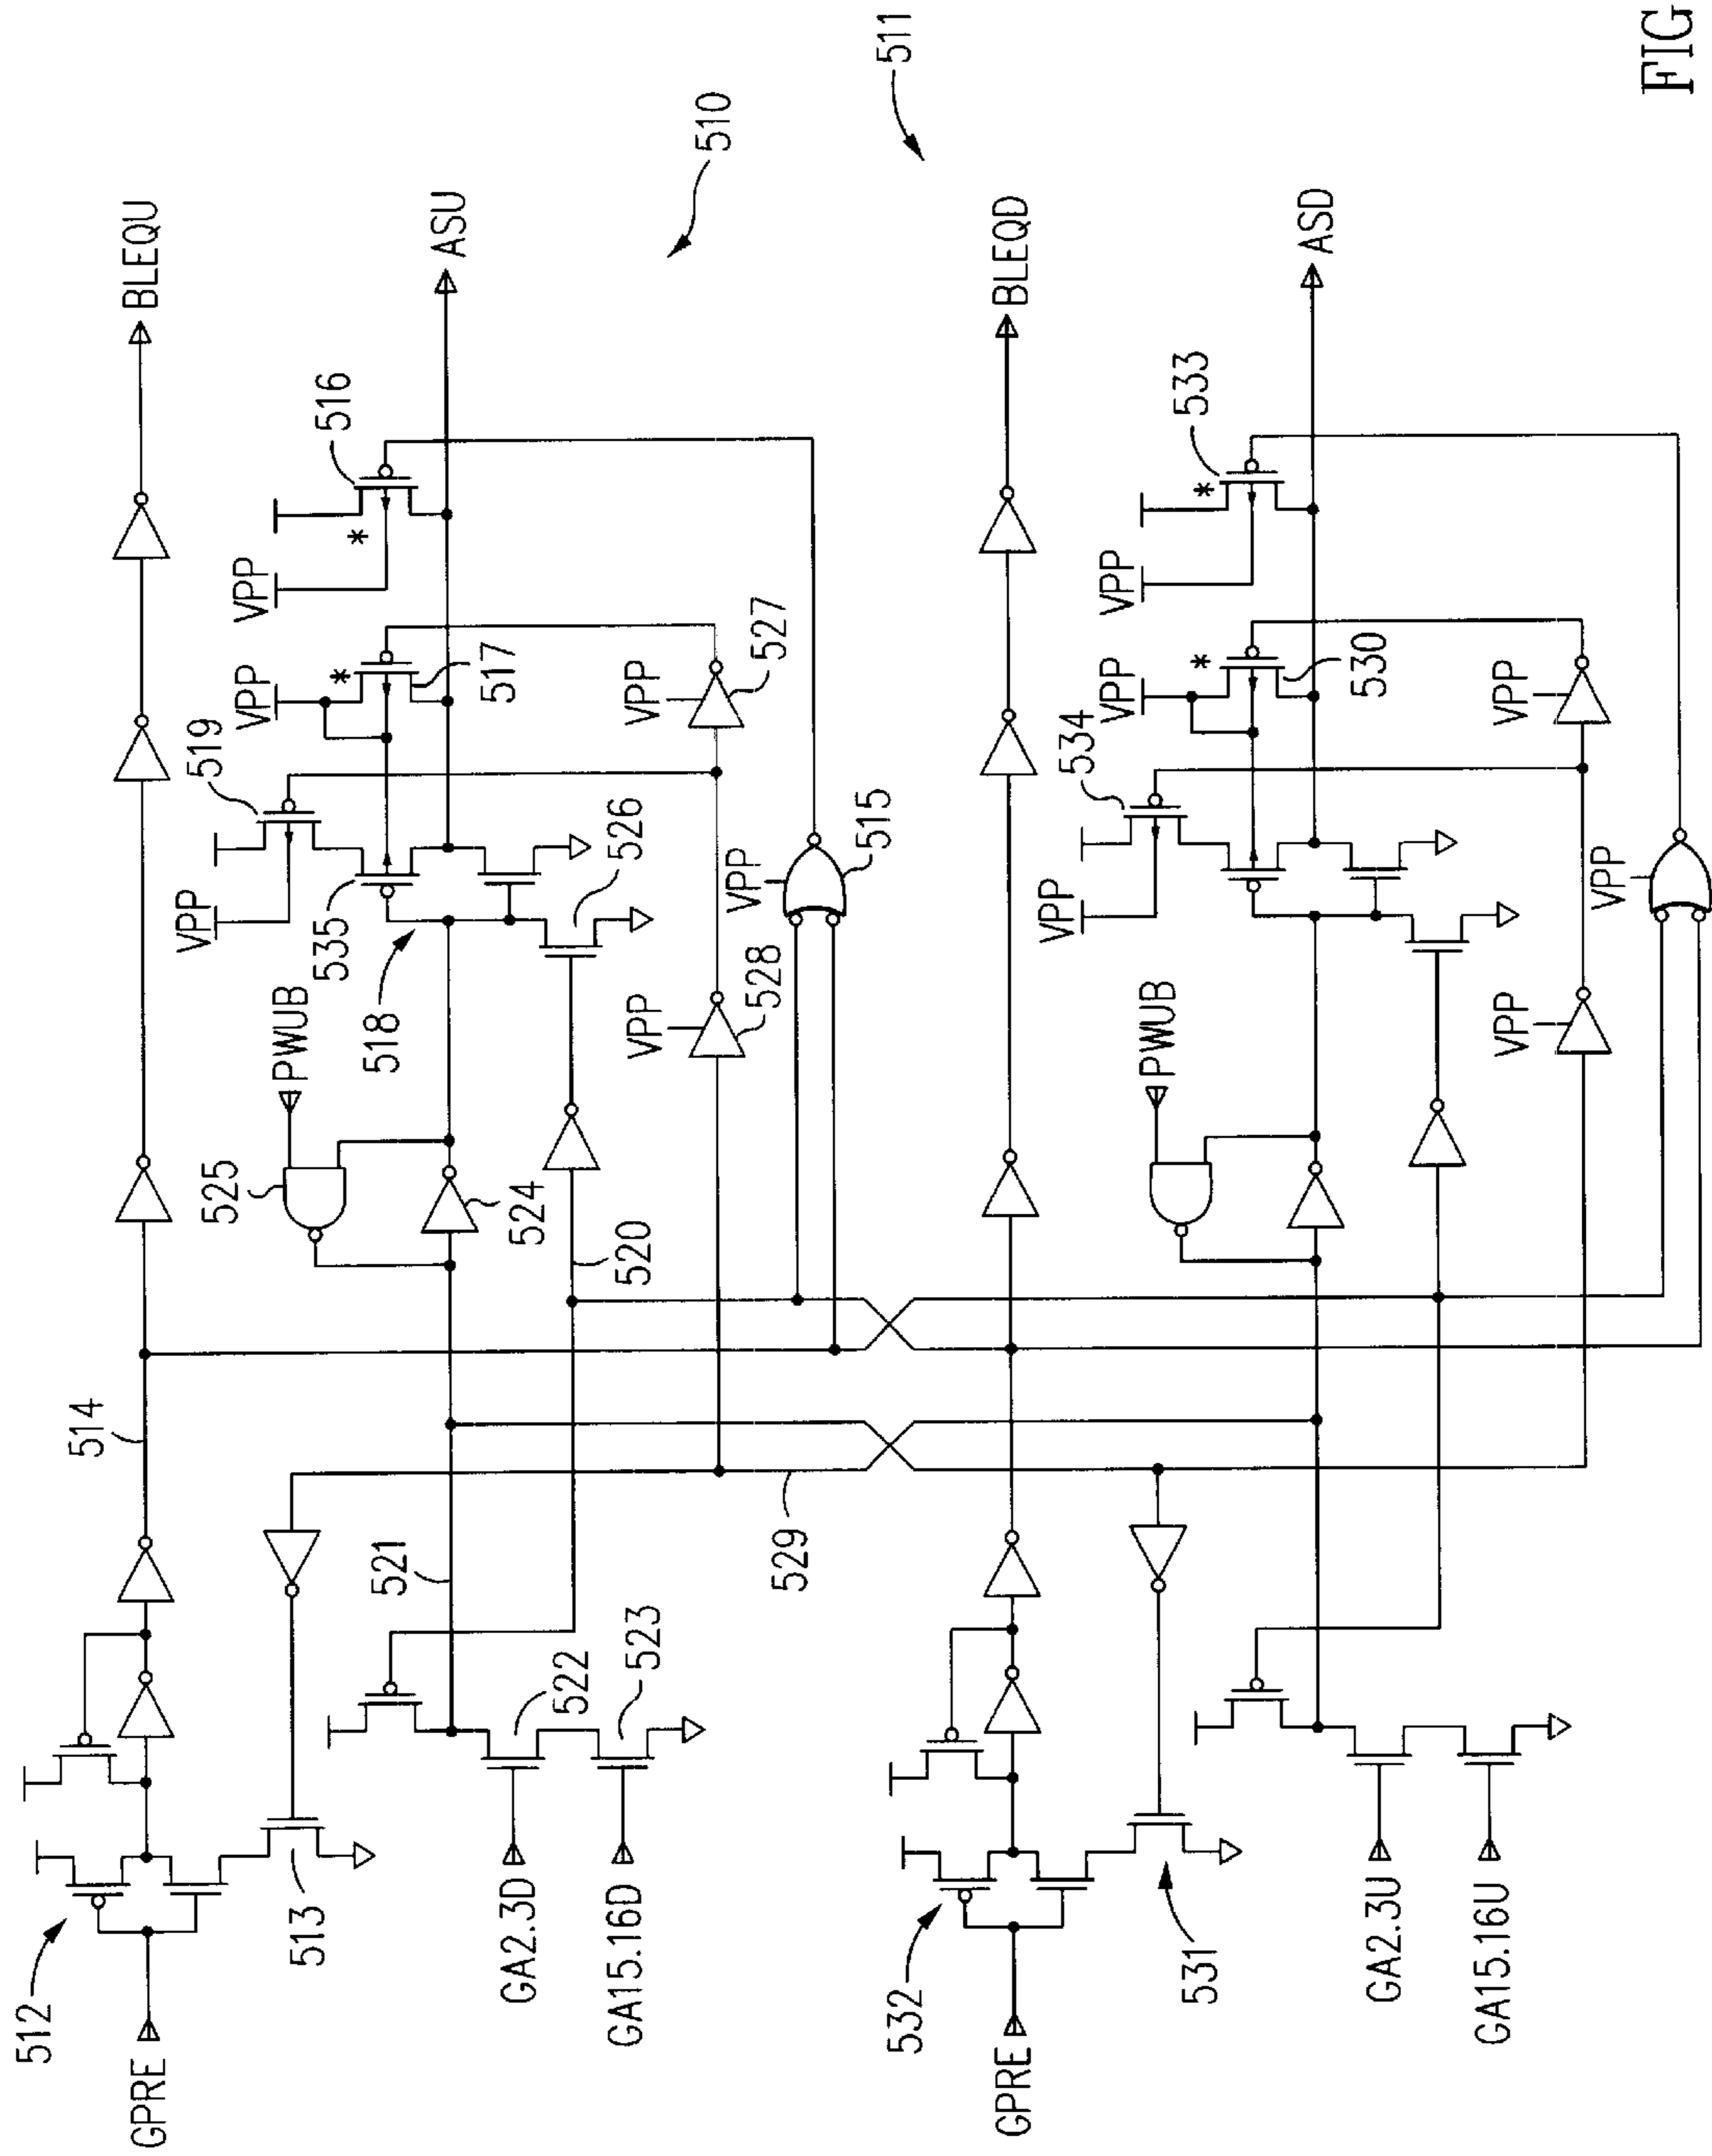 FIG
511
510
BLEQU
ASU
BLEQD
ASD
516
533
VPP
*
VPP
*
517
527
VPP
519
VPP
*
VPP
*
530
VPP
534
VPP
535
518
526
VPP
515
VPP
528
VPP
VPP
PWUB
525
524
520
PWUB
514
521
529
522
523
512
513
GPRE
GA2.3D
GA15.16D
532
531
GPRE
GA2.3U
GA15.16U